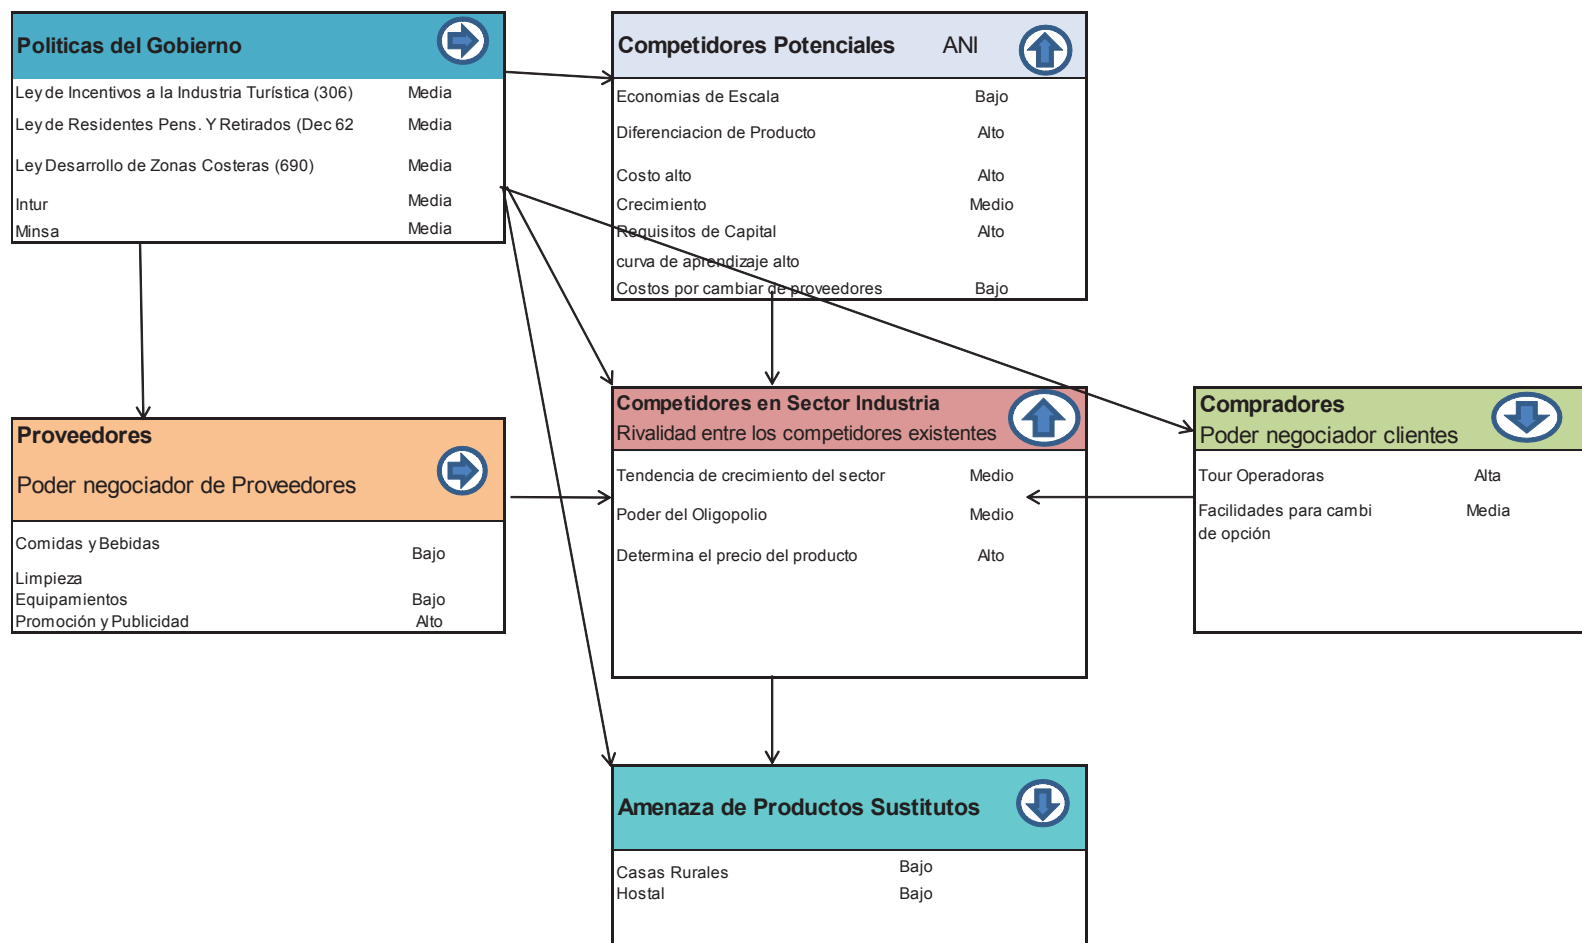 Politicas del Gobierno
Ley de Incentivos a la Industria Turística (306) Media
Ley de Residentes Pens. Y Retirados (Dec 62 Media
Ley Desarrollo de Zonas Costeras (690) Media
Intur Media
Minsa Media
Competidores Potenciales ANI
Economias de Escala Bajo
Diferenciacion de Producto Alto
Costo alto Alto
Crecimiento Medio
Requisitos de Capital Alto
curva de aprendizaje alto
Costos por cambiar de proveedores Bajo
Proveedores
Poder negociador de Proveedores
Comidas y Bebidas Bajo
Limpieza
Equipamientos Bajo
Promoción y Publicidad Alto
Competidores en Sector Industria
Rivalidad entre los competidores existentes
Tendencia de crecimiento del sector Medio
Poder del Oligopolio Medio
Determina el precio del producto Alto
Compradores
Poder negociador clientes
Tour Operadoras Alta
Facilidades para cambi Media
de opción
Amenaza de Productos Sustitutos
Casas Rurales Bajo
Hostal Bajo